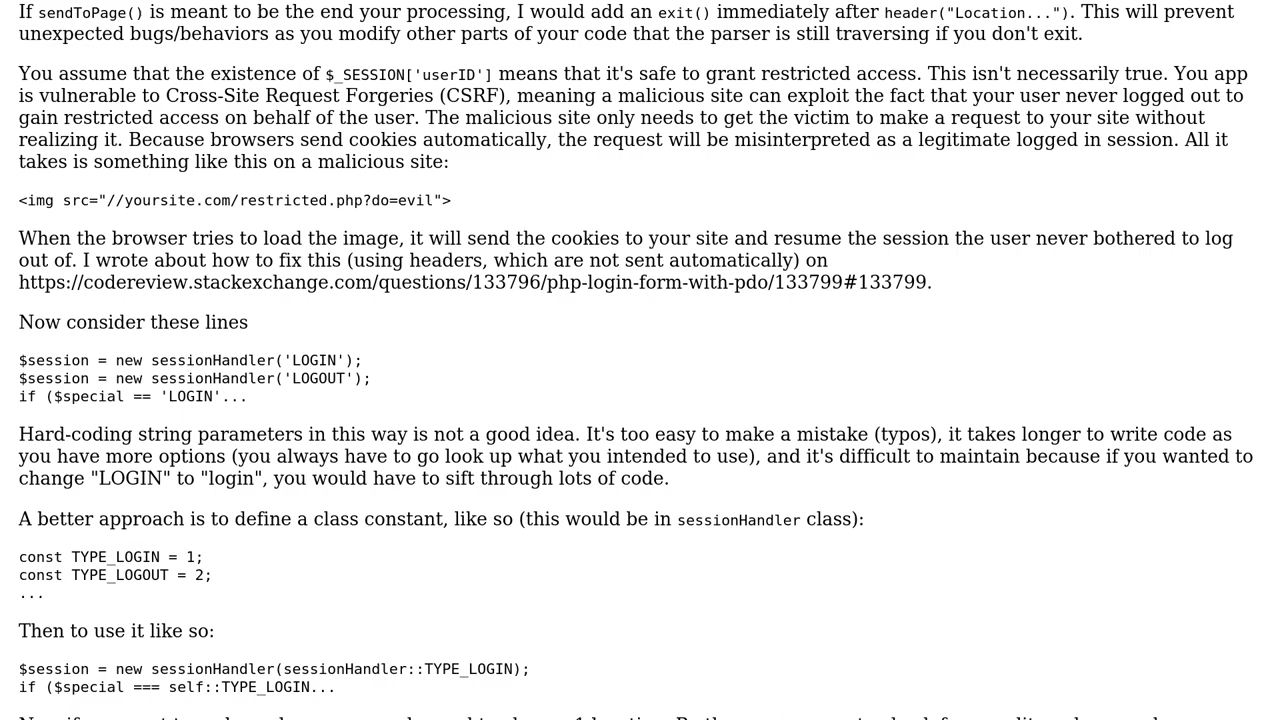 If sendToPage() is meant to be the end your processing, I would add an exit() immediately after header("Location..."). This will prevent
unexpected bugs/behaviors as you modify other parts of your code that the parser is still traversing if you don't exit.
You assume that the existence of $_SESSION['userID'] means that it's safe to grant restricted access. This isn't necessarily true. You app
is vulnerable to Cross-Site Request Forgeries (CSRF), meaning a malicious site can exploit the fact that your user never logged out to
gain restricted access on behalf of the user. The malicious site only needs to get the victim to make a request to your site without
realizing it. Because browsers send cookies automatically, the request will be misinterpreted as a legitimate logged in session. All it
takes is something like this on a malicious site:
<img src="//yoursite.com/restricted.php?do=evil">
When the browser tries to load the image, it will send the cookies to your site and resume the session the user never bothered to log
out of. I wrote about how to fix this (using headers, which are not sent automatically) on
https://codereview.stackexchange.com/questions/133796/php-login-form-with-pdo/133799#133799.
Now consider these lines
$session = new sessionHandler('LOGIN');
$session = new sessionHandler('LOGOUT');
if ($special == 'LOGIN'...
Hard-coding string parameters in this way is not a good idea. It's too easy to make a mistake (typos), it takes longer to write code as
you have more options (you always have to go look up what you intended to use), and it's difficult to maintain because if you wanted to
change "LOGIN" to "login", you would have to sift through lots of code.
A better approach is to define a class constant, like so (this would be in sessionHandler class):
const TYPE_LOGIN = 1;
const TYPE_LOGOUT = 2;
...
Then to use it like so:
$session = new sessionHandler(sessionHandler::TYPE_LOGIN);
if ($special === self::TYPE_LOGIN...